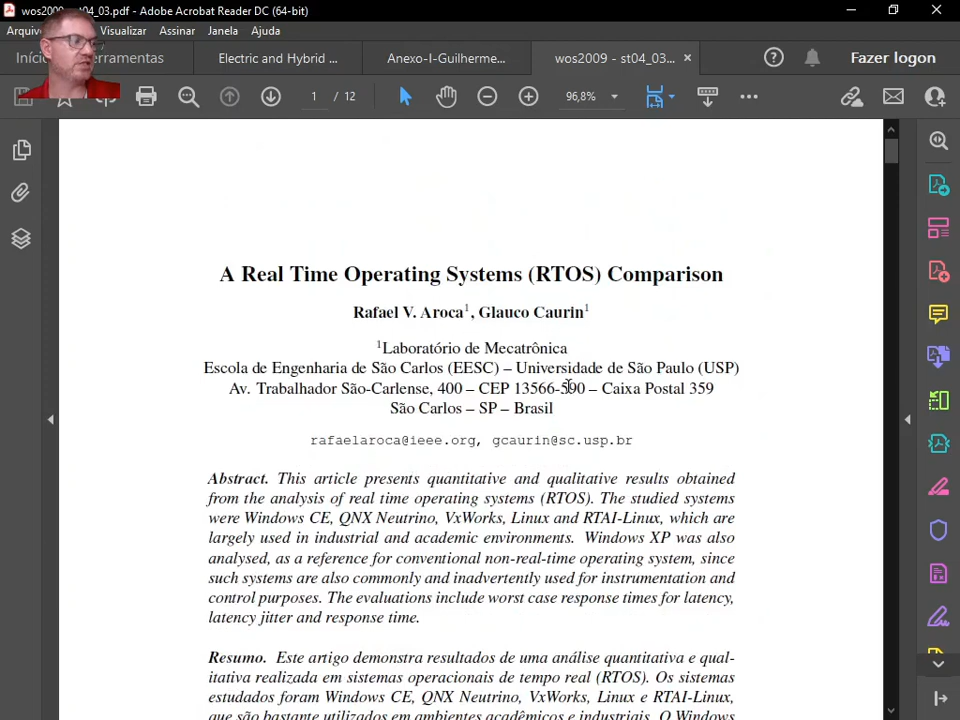 wos2009 - st04_03.pdf - Adobe Acrobat Reader DC (64-bit)
Visualizar Assinar Janela Ajuda
Electric and Hybrid ... Anexo-I-Guilherme... wos2009 - st04_03... × Fazer logon
1 / 12 96,8%
A Real Time Operating Systems (RTOS) Comparison
Rafael V. Aroca¹, Glauco Caurin¹
¹Laboratório de Mecatrônica
Escola de Engenharia de São Carlos (EESC) – Universidade de São Paulo (USP)
Av. Trabalhador São-Carlense, 400 – CEP 13566-590 – Caixa Postal 359
São Carlos – SP – Brasil
rafaelaroca@ieee.org, gcaurin@sc.usp.br
Abstract. This article presents quantitative and qualitative results obtained
from the analysis of real time operating systems (RTOS). The studied systems
were Windows CE, QNX Neutrino, VxWorks, Linux and RTAI-Linux, which are
largely used in industrial and academic environments. Windows XP was also
analysed, as a reference for conventional non-real-time operating system, since
such systems are also commonly and inadvertently used for instrumentation and
control purposes. The evaluations include worst case response times for latency,
latency jitter and response time.
Resumo. Este artigo demonstra resultados de uma análise quantitativa e qual-
itativa realizada em sistemas operacionais de tempo real (RTOS). Os sistemas
estudados foram Windows CE, QNX Neutrino, VxWorks, Linux e RTAI-Linux,
que são bastante utilizados em ambientes acadêmicos e industriais. O Windows